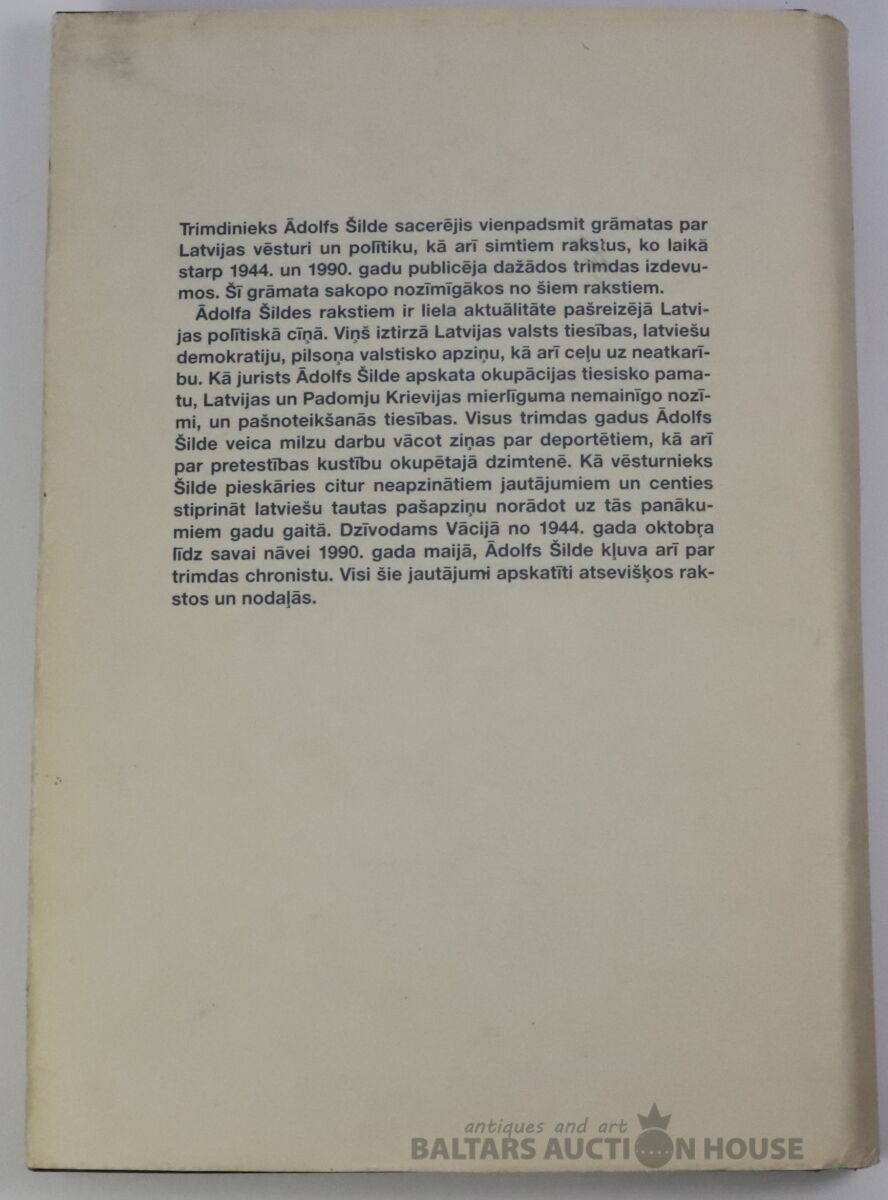 Trimdinieks Ādolfs Šilde sacerējis vienpadsmit grāmatas par
Latvijas vēsturi un polītiku, kā arī simtiem rakstus, ko laikā
starp 1944. un 1990. gadu publicēja dažādos trimdas izdevu-
mos. Šī grāmata sakopo nozīmīgākos no šiem rakstiem.
Ādolfa Šildes rakstiem ir liela aktuālitāte pašreizējā Latvi-
jas polītiskā cīņā. Viņš iztirzā Latvijas valsts tiesības, latviešu
demokratiju, pilsoņa valstisko apziņu, kā arī ceļu uz neatkarī-
bu. Kā jurists Ādolfs Šilde apskata okupācijas tiesisko pama-
tu, Latvijas un Padomju Krievijas mierlīguma nemainīgo nozī-
mi, un pašnoteikšanās tiesības. Visus trimdas gadus Ādolfs
Šilde veica milzu darbu vācot ziņas par deportētiem, kā arī
par pretestības kustību okupētajā dzimtenē. Kā vēsturnieks
Šilde pieskāries citur neapzinātiem jautājumiem un centies
stiprināt latviešu tautas pašapziņu norādot uz tās panāku-
miem gadu gaitā. Dzīvodams Vācijā no 1944. gada oktobŗa
līdz savai nāvei 1990. gada maijā, Ādolfs Šilde kļuva arī par
trimdas chronistu. Visi šie jautājumi apskatīti atsevišķos rak-
stos un nodaļās.
antiques and art
BALTARS AUCTION HOUSE